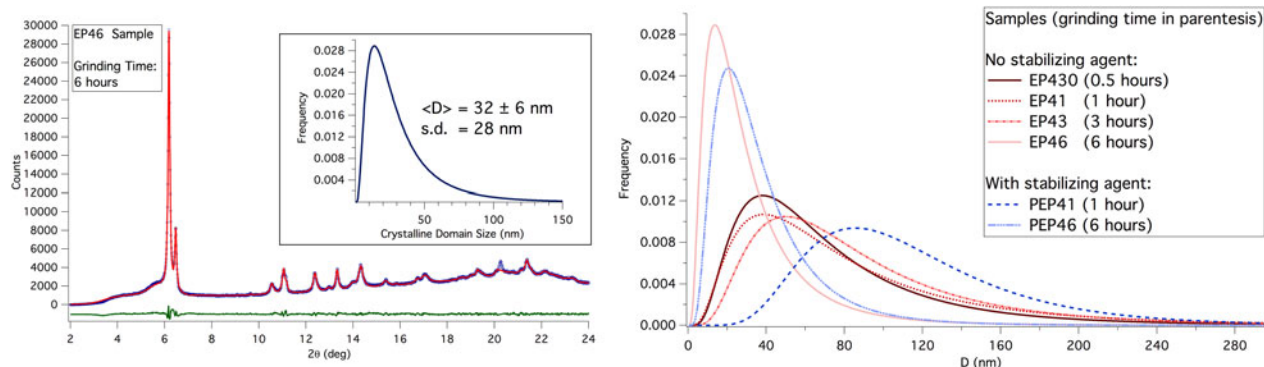 30000
28000
26000
24000
22000
20000
18000
16000
14000
12000
10000
8000
6000
4000
2000
0
Counts
EP46 Sample
Grinding Time:
6 hours
0.028
0.024
0.020
0.016
0.012
0.008
0.004
Frequency
<D> = 32 ± 6 nm
s.d. = 28 nm
50
100
150
Crystalline Domain Size (nm)
2
4
6
8
10
12
14
16
18
20
22
24
2θ (deg)
0.028
0.024
0.020
0.016
0.012
0.008
0.004
0.000
Frequency
Samples (grinding time in parentesis)
No stabilizing agent:
EP430 (0.5 hours)
EP41 (1 hour)
EP43 (3 hours)
EP46 (6 hours)
With stabilizing agent:
PEP41 (1 hour)
PEP46 (6 hours)
0
40
80
120
160
200
240
280
D (nm)